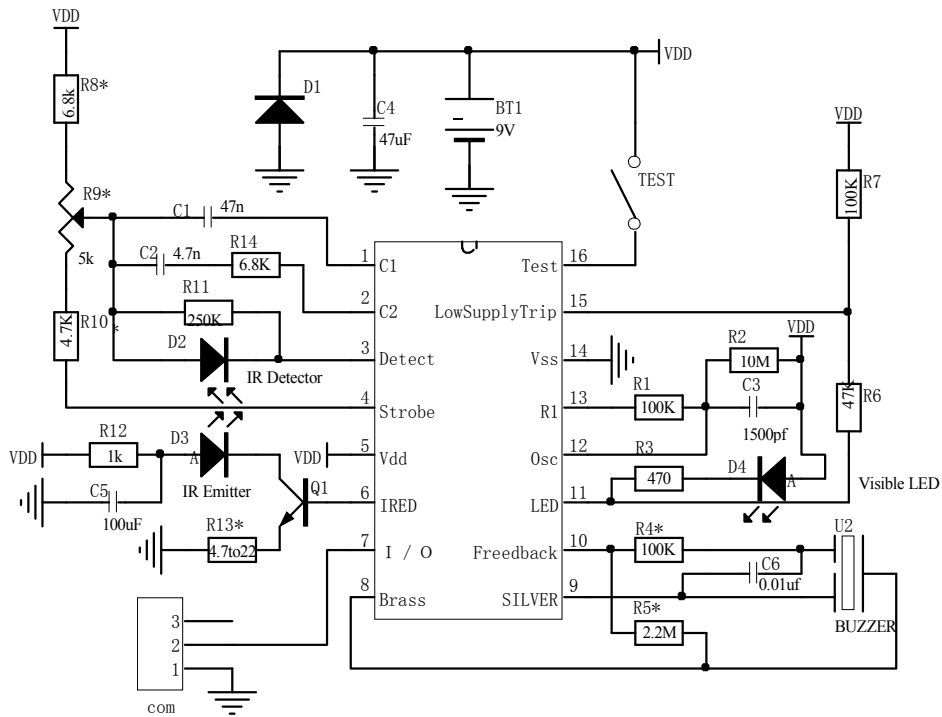 VDD
R8*
6.8k
R9*
5k
R10*
4.7K
D1
C4
47uF
BT1
9V
VDD
TEST
VDD
R7
100K
C1
47n
C2
4.7n
R14
6.8K
R11
250K
D2
IR Detector
1
C1
2
C2
3
Detect
4
Strobe
5
Vdd
6
IRED
7
I / O
8
Brass
Test
16
LowSupplyTrip
15
Vss
14
R1
13
Osc
12
LED
11
Freedback
10
SILVER
9
VDD
R12
1k
D3
A
IR Emitter
C5
100uF
VDD
Q1
R13*
4.7to22
3
2
1
com
VDD
R2
10M
R1
100K
C3
1500pf
R6
47K
R3
470
D4
A
Visible LED
R4*
100K
C6
0.01uf
R5*
2.2M
U2
BUZZER